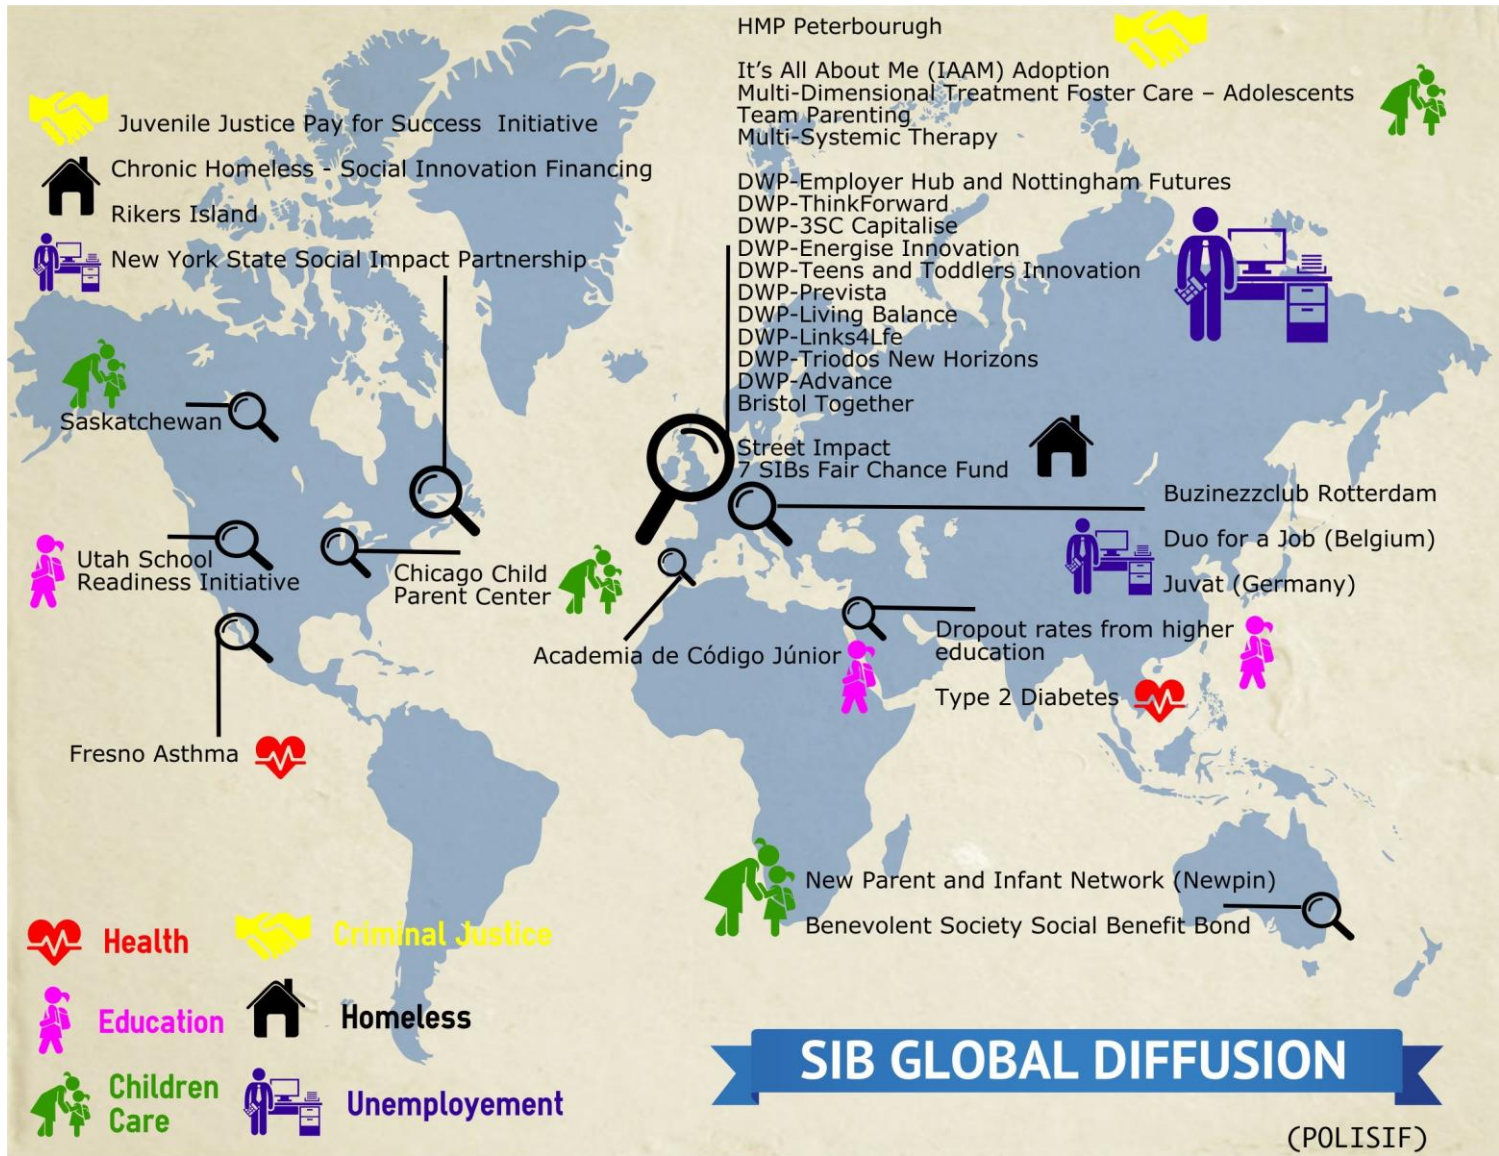 HMP Peterbourugh
It's All About Me (IAAM) Adoption
Multi-Dimensional Treatment Foster Care – Adolescents
Team Parenting
Multi-Systemic Therapy
DWP-Employer Hub and Nottingham Futures
DWP-ThinkForward
DWP-3SC Capitalise
DWP-Energise Innovation
DWP-Teens and Toddlers Innovation
DWP-Prevista
DWP-Living Balance
DWP-Links4Lfe
DWP-Triodos New Horizons
DWP-Advance
Bristol Together
Street Impact
7 SIBs Fair Chance Fund
Juvenile Justice Pay for Success Initiative
Chronic Homeless - Social Innovation Financing
Rikers Island
New York State Social Impact Partnership
Saskatchewan
Utah School
Readiness Initiative
Chicago Child
Parent Center
Fresno Asthma
Academia de Código Júnior
Buzinezzclub Rotterdam
Duo for a Job (Belgium)
Juvat (Germany)
Dropout rates from higher
education
Type 2 Diabetes
New Parent and Infant Network (Newpin)
Benevolent Society Social Benefit Bond
Health
Criminal Justice
Education
Homeless
Children
Care
Unemployement
SIB GLOBAL DIFFUSION
(POLISIF)